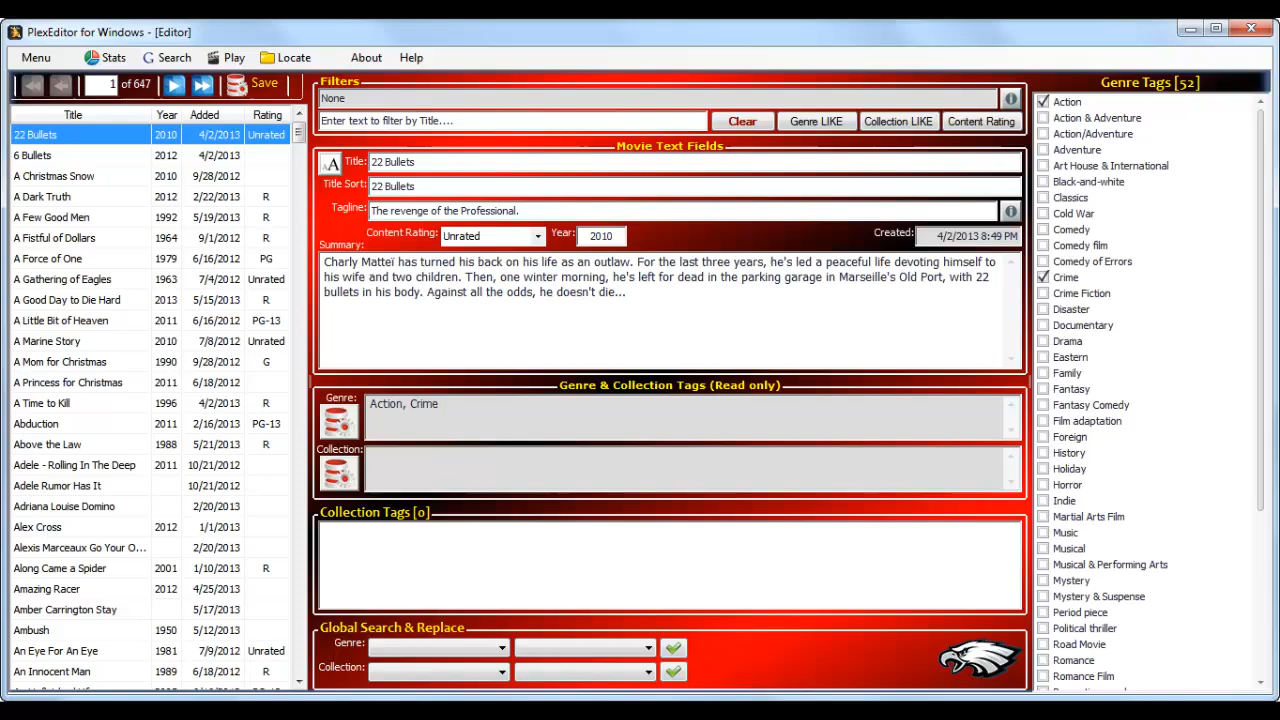 PlexEditor for Windows - [Editor]
Menu Stats Search Play Locate About Help
1 of 647 Save
Title Year Added Rating
22 Bullets 2010 4/2/2013 Unrated
6 Bullets 2012 4/2/2013
A Christmas Snow 2010 9/28/2012
A Dark Truth 2012 2/22/2013 R
A Few Good Men 1992 5/19/2013 R
A Fistful of Dollars 1964 9/1/2012 R
A Force of One 1979 6/16/2012 PG
A Gathering of Eagles 1963 7/4/2012 Unrated
A Good Day to Die Hard 2013 5/15/2013 R
A Little Bit of Heaven 2011 6/16/2012 PG-13
A Marine Story 2010 7/8/2012 Unrated
A Mom for Christmas 1990 9/28/2012 G
A Princess for Christmas 2011 6/18/2012
A Time to Kill 1996 4/2/2013 R
Abduction 2011 2/16/2013 PG-13
Above the Law 1988 5/21/2013 R
Adele - Rolling In The Deep 2011 10/21/2012
Adele Rumor Has It 10/21/2012
Adriana Louise Domino 2/20/2013
Alex Cross 2012 1/1/2013
Alexis Marceaux Go Your O... 2/20/2013
Along Came a Spider 2001 1/10/2013 R
Amazing Racer 2012 4/25/2013
Amber Carrington Stay 5/17/2013
Ambush 1950 5/12/2013
An Eye For An Eye 1981 7/9/2012 Unrated
An Innocent Man 1989 6/18/2012 R
Filters
None
Enter text to filter by Title.... Clear Genre LIKE Collection LIKE Content Rating
Movie Text Fields
A Title: 22 Bullets
Title Sort: 22 Bullets
Tagline: The revenge of the Professional.
Content Rating: Unrated Year: 2010 Created: 4/2/2013 8:49 PM
Summary:
Charly Matteï has turned his back on his life as an outlaw. For the last three years, he's led a peaceful life devoting himself to
his wife and two children. Then, one winter morning, he's left for dead in the parking garage in Marseille's Old Port, with 22
bullets in his body. Against all the odds, he doesn't die...
Genre & Collection Tags (Read only)
Genre: Action, Crime
Collection:
Collection Tags [0]
Global Search & Replace
Genre:
Collection:
Genre Tags [52]
Action
Action & Adventure
Action/Adventure
Adventure
Art House & International
Black-and-white
Classics
Cold War
Comedy
Comedy film
Comedy of Errors
Crime
Crime Fiction
Disaster
Documentary
Drama
Eastern
Family
Fantasy
Fantasy Comedy
Film adaptation
Foreign
History
Holiday
Horror
Indie
Martial Arts Film
Music
Musical
Musical & Performing Arts
Mystery
Mystery & Suspense
Period piece
Political thriller
Road Movie
Romance
Romance Film